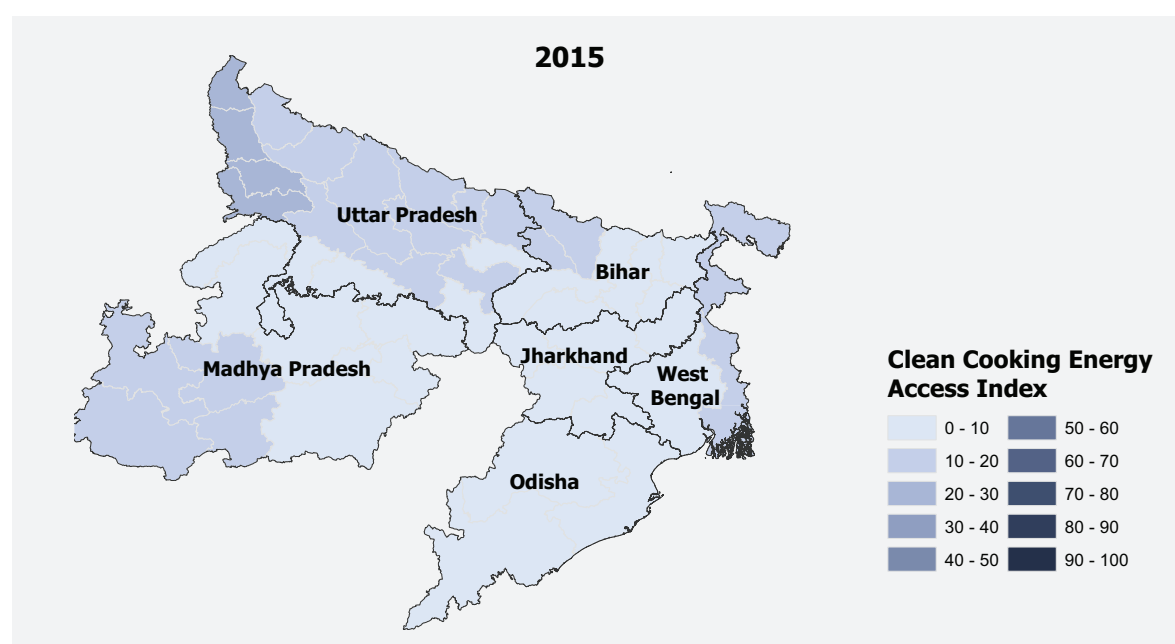 2015
Uttar Pradesh
Bihar
Jharkhand
Madhya Pradesh
West
Bengal
Odisha
Clean Cooking Energy
Access Index
0 - 10
50 - 60
10 - 20
60 - 70
20 - 30
70 - 80
30 - 40
80 - 90
40 - 50
90 - 100